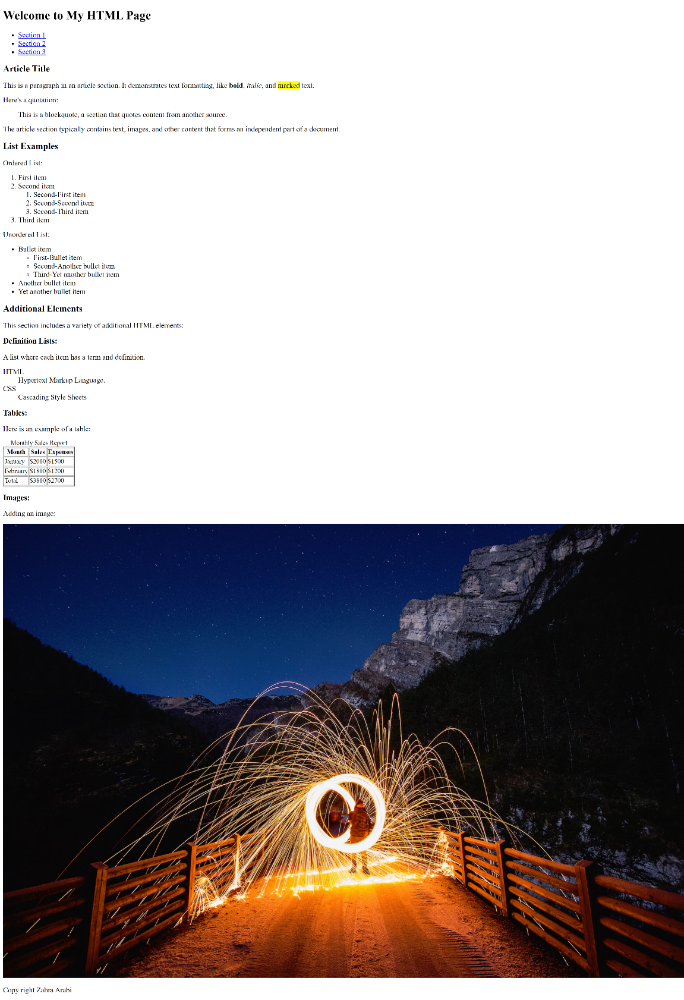 Welcome to My HTML Page
Section 1
Section 2
Section 3
Article Title
This is a paragraph in an article section. It demonstrates text formatting, like bold, italic, and marked text.
Here's a quotation:
This is a blockquote, a section that quotes content from another source.
The article section typically contains text, images, and other content that forms an independent part of a document.
List Examples
Ordered List:
1. First item
2. Second item
1. Second-First item
2. Second-Second item
3. Second-Third item
3. Third item
Unordered List:
Bullet item
First-Bullet item
Second-Another bullet item
Third-Yet another bullet item
Another bullet item
Yet another bullet item
Additional Elements
This section includes a variety of additional HTML elements:
Definition Lists:
A list where each item has a term and definition.
HTML
Hypertext Markup Language.
CSS
Cascading Style Sheets
Tables:
Here is an example of a table:
Monthly Sales Report
Month Sales Expenses
January $2000 $1500
February $1800 $1200
Total $3800 $2700
Images:
Adding an image:
Copy right Zahra Arabi